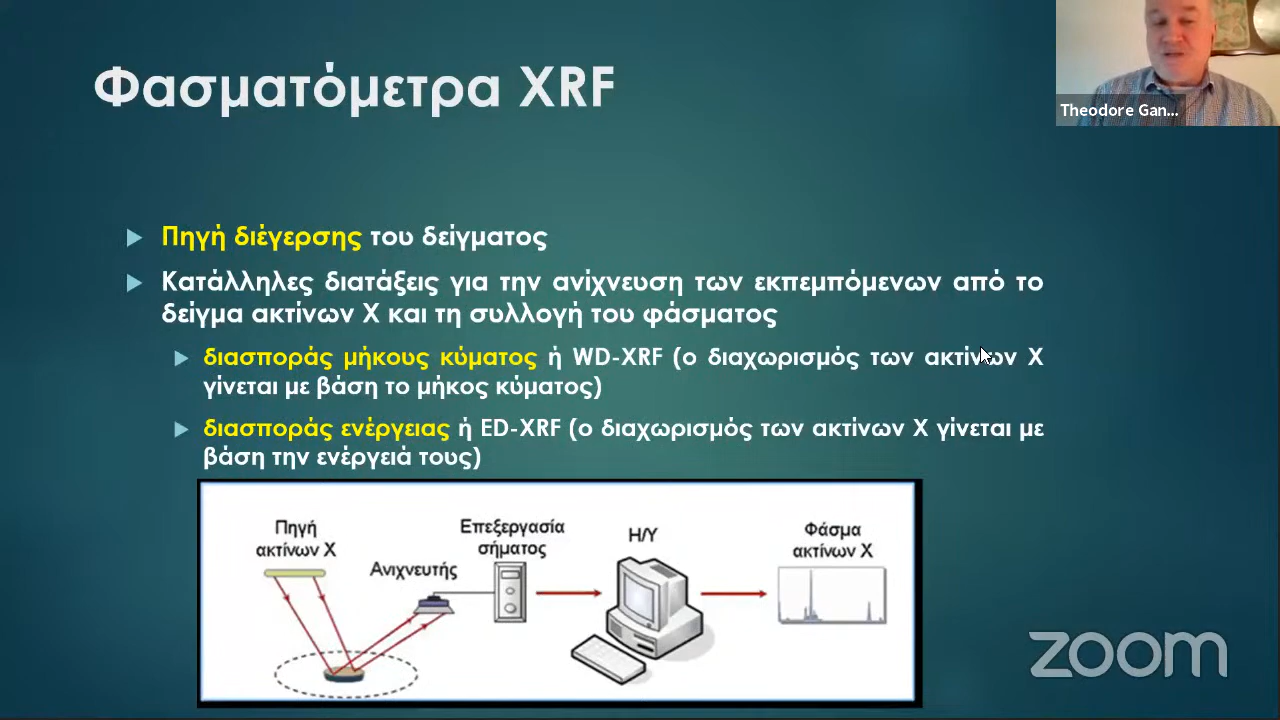 Φασματόμετρα XRF
Theodore Gan...
Πηγή διέγερσης του δείγματος
Κατάλληλες διατάξεις για την ανίχνευση των εκπεμπόμενων από το
δείγμα ακτίνων Χ και τη συλλογή του φάσματος
διασποράς μήκους κύματος ή WD-XRF (ο διαχωρισμός των ακτίνων Χ
γίνεται με βάση το μήκος κύματος)
διασποράς ενέργειας ή ED-XRF (ο διαχωρισμός των ακτίνων Χ γίνεται με
βάση την ενέργειά τους)
Πηγή
ακτίνων Χ
Ανιχνευτής
Επεξεργασία
σήματος
Η/Υ
Φάσμα
ακτίνων Χ
zoom